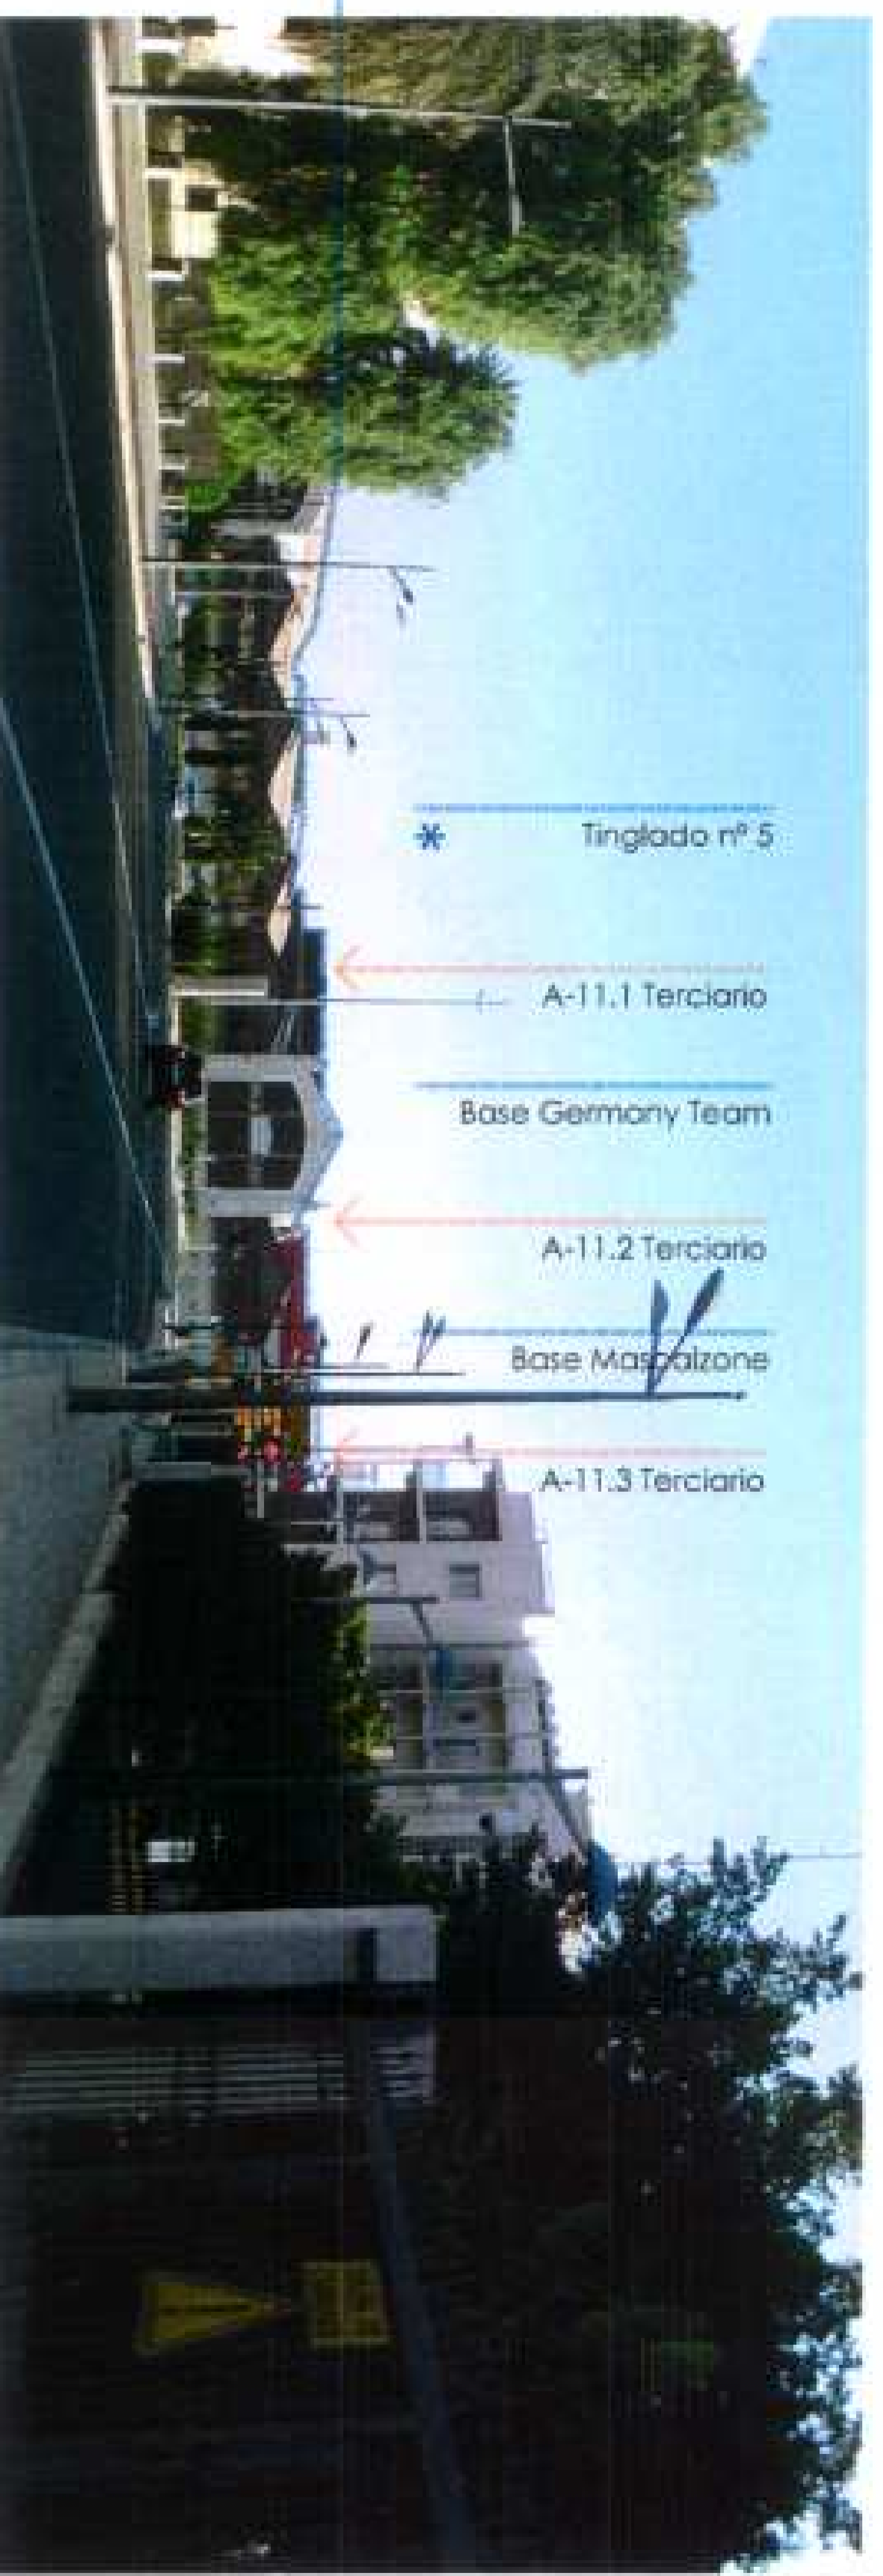 Tinglado nº 5
A-11.1 Terciario
Base Germany Team
A-11.2 Terciario
Base Mascalzone
A-11.3 Terciario